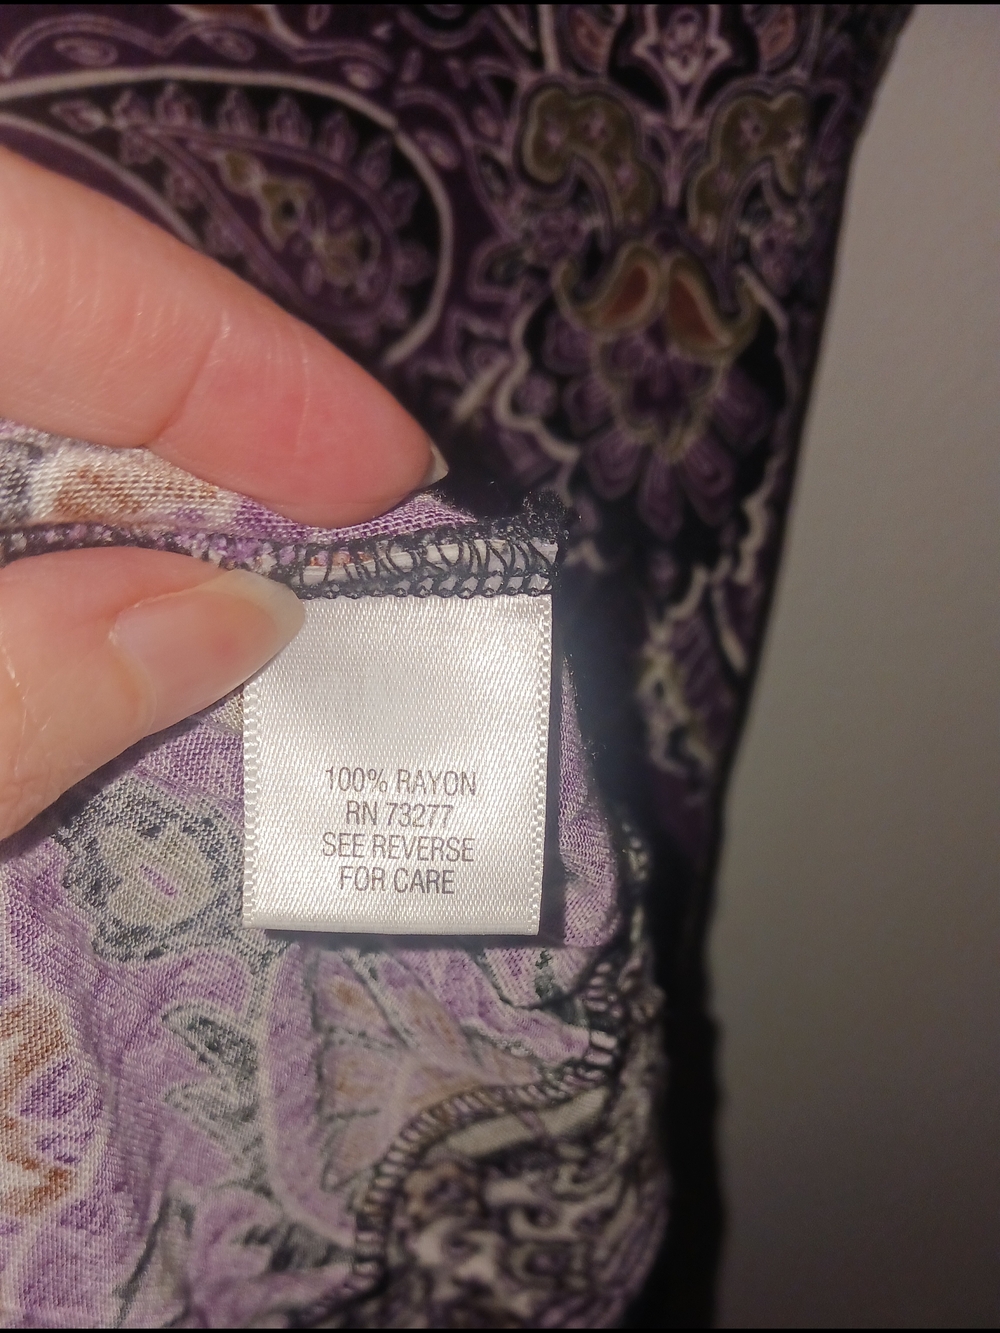 100% RAYON
RN 73277
SEE REVERSE
FOR CARE